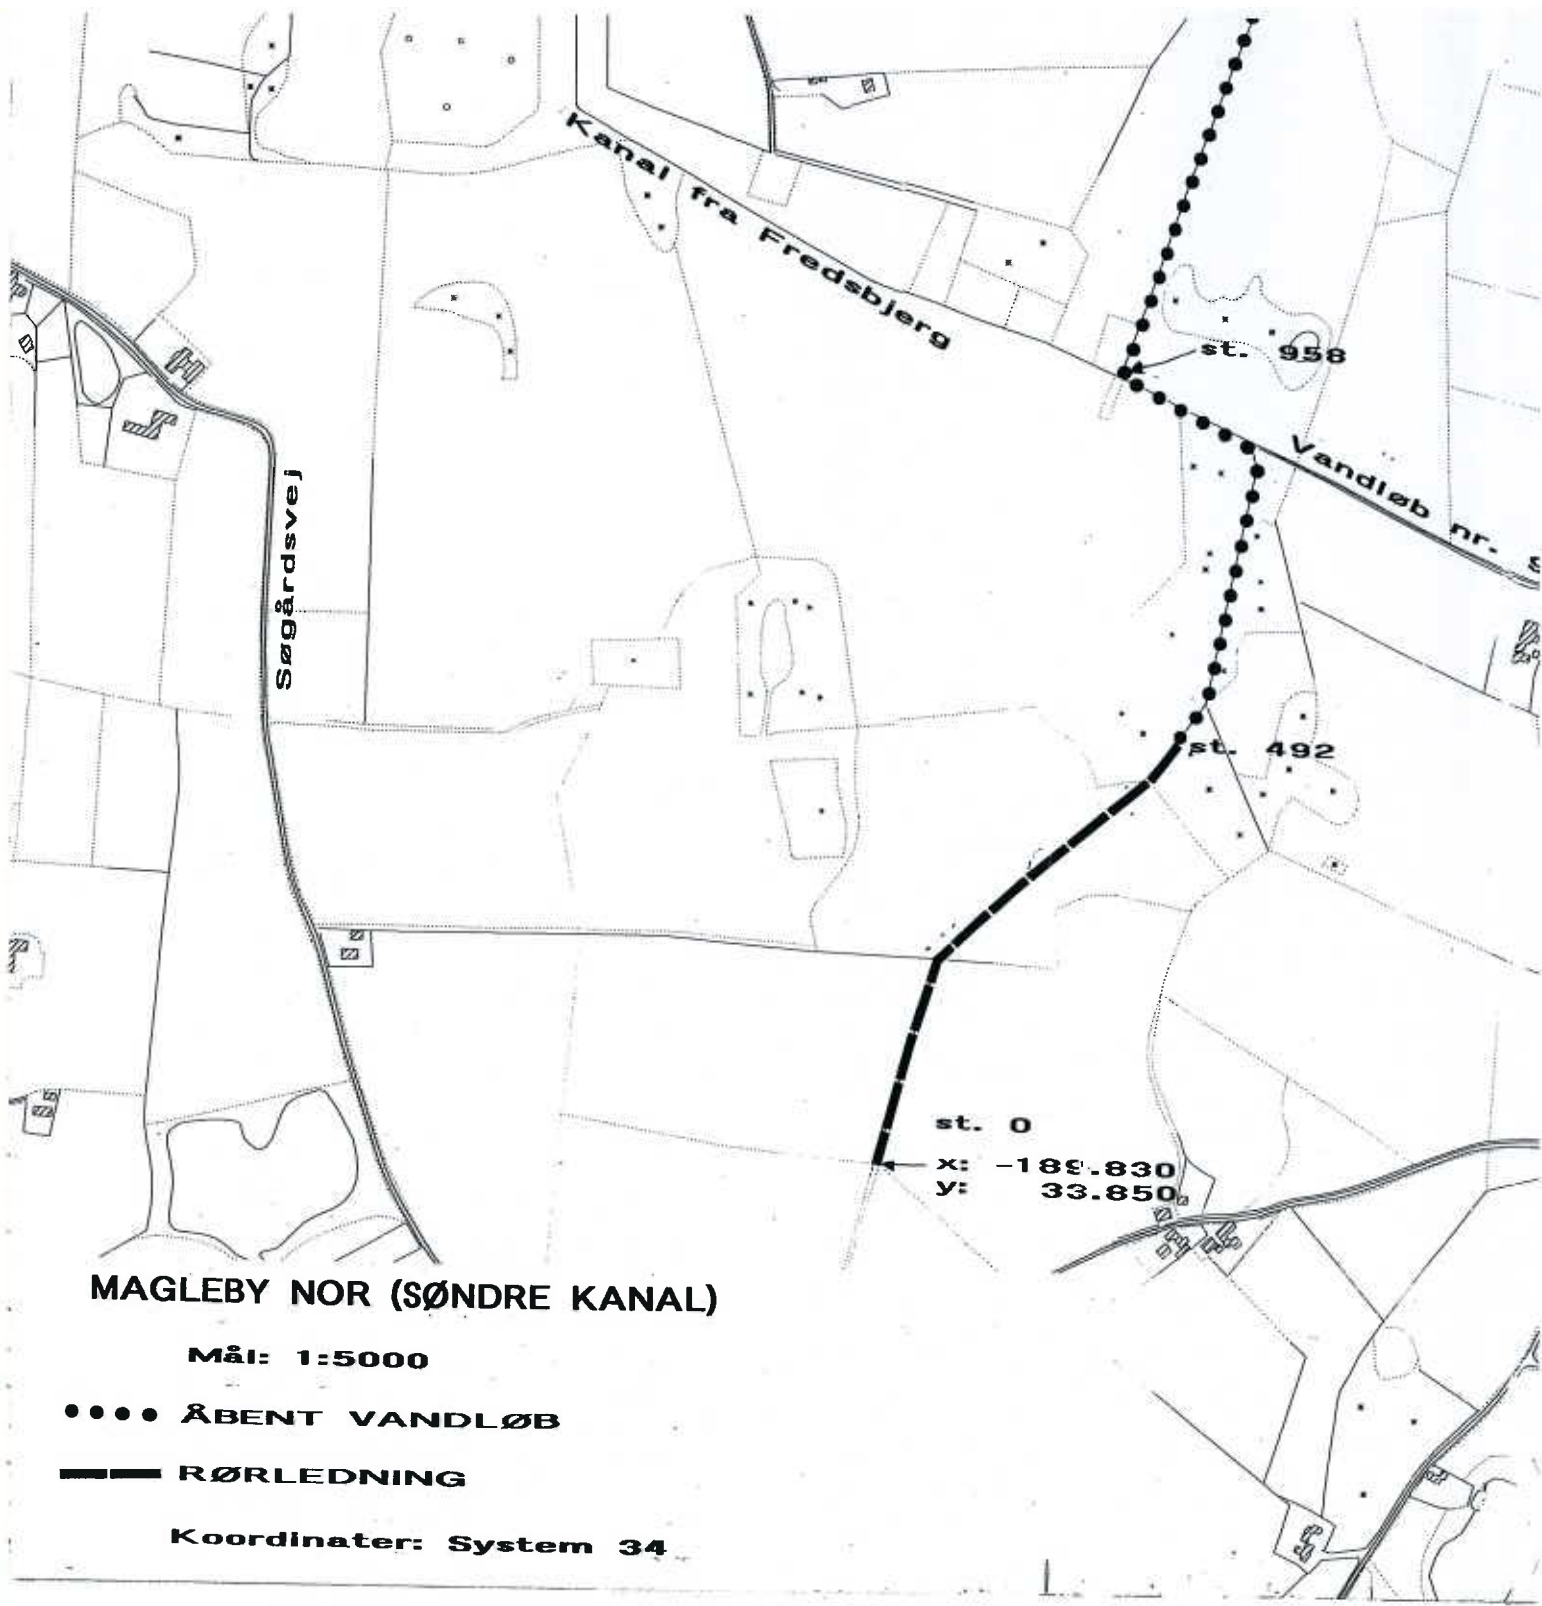 Kanal fra Fredsbjerg
st. 958
Vandløb nr.
Søgårdsvej
st. 492
st. 0
x: -189.830
y: 33.850
MAGLEBY NOR (SØNDRE KANAL)
Mål: 1:5000
ÅBENT VANDLØB
RØRLEDNING
Koordinater: System 34